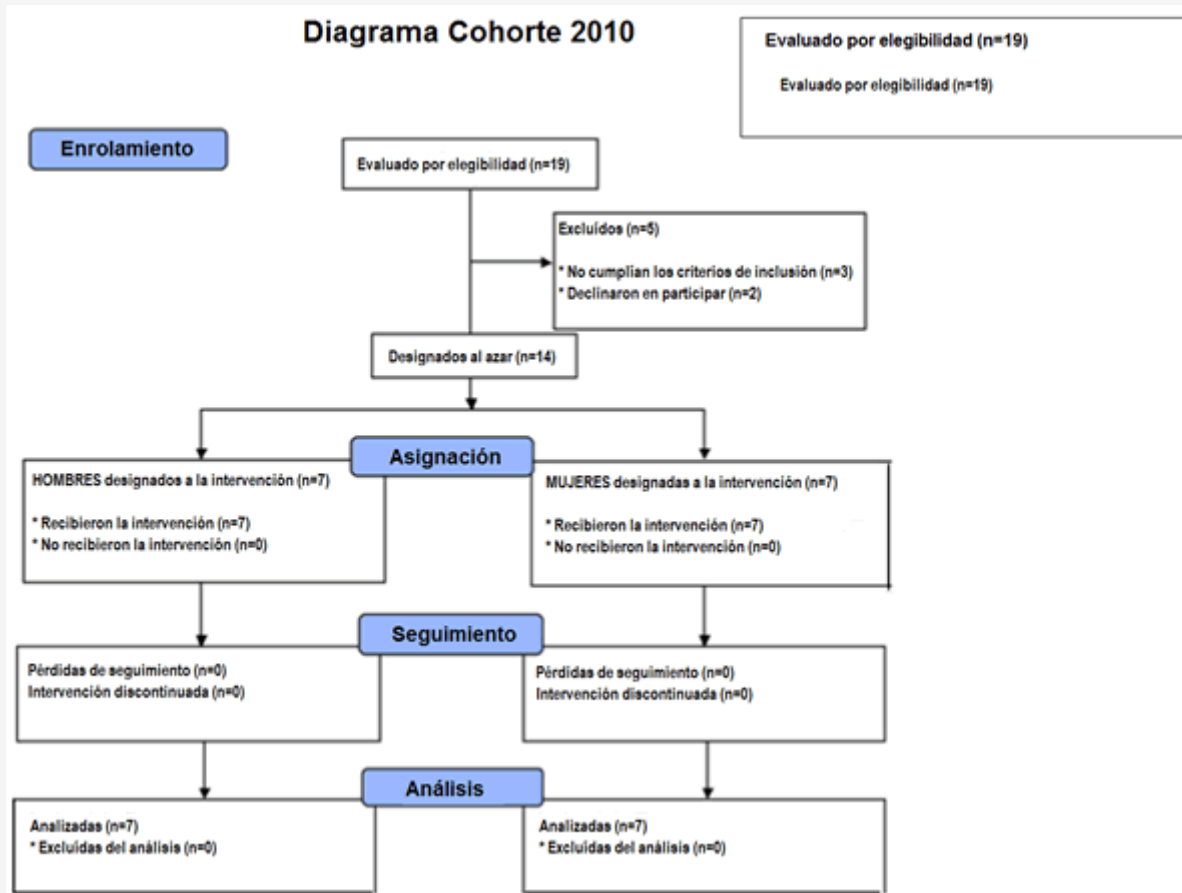 Diagrama Cohorte 2010
Evaluado por elegibilidad (n=19)
Evaluado por elegibilidad (n=19)
Enrolamiento
Evaluado por elegibilidad (n=19)
Excluídos (n=5)
* No cumplían los criterios de inclusión (n=3)
* Declinaron en participar (n=2)
Designados al azar (n=14)
Asignación
HOMBRES designados a la intervención (n=7)
* Recibieron la intervención (n=7)
* No recibieron la intervención (n=0)
MUJERES designadas a la intervención (n=7)
* Recibieron la intervención (n=7)
* No recibieron la intervención (n=0)
Seguimiento
Pérdidas de seguimiento (n=0)
Intervención discontinuada (n=0)
Pérdidas de seguimiento (n=0)
Intervención discontinuada (n=0)
Análisis
Analizadas (n=7)
* Excluídas del análisis (n=0)
Analizadas (n=7)
* Excluídas del análisis (n=0)